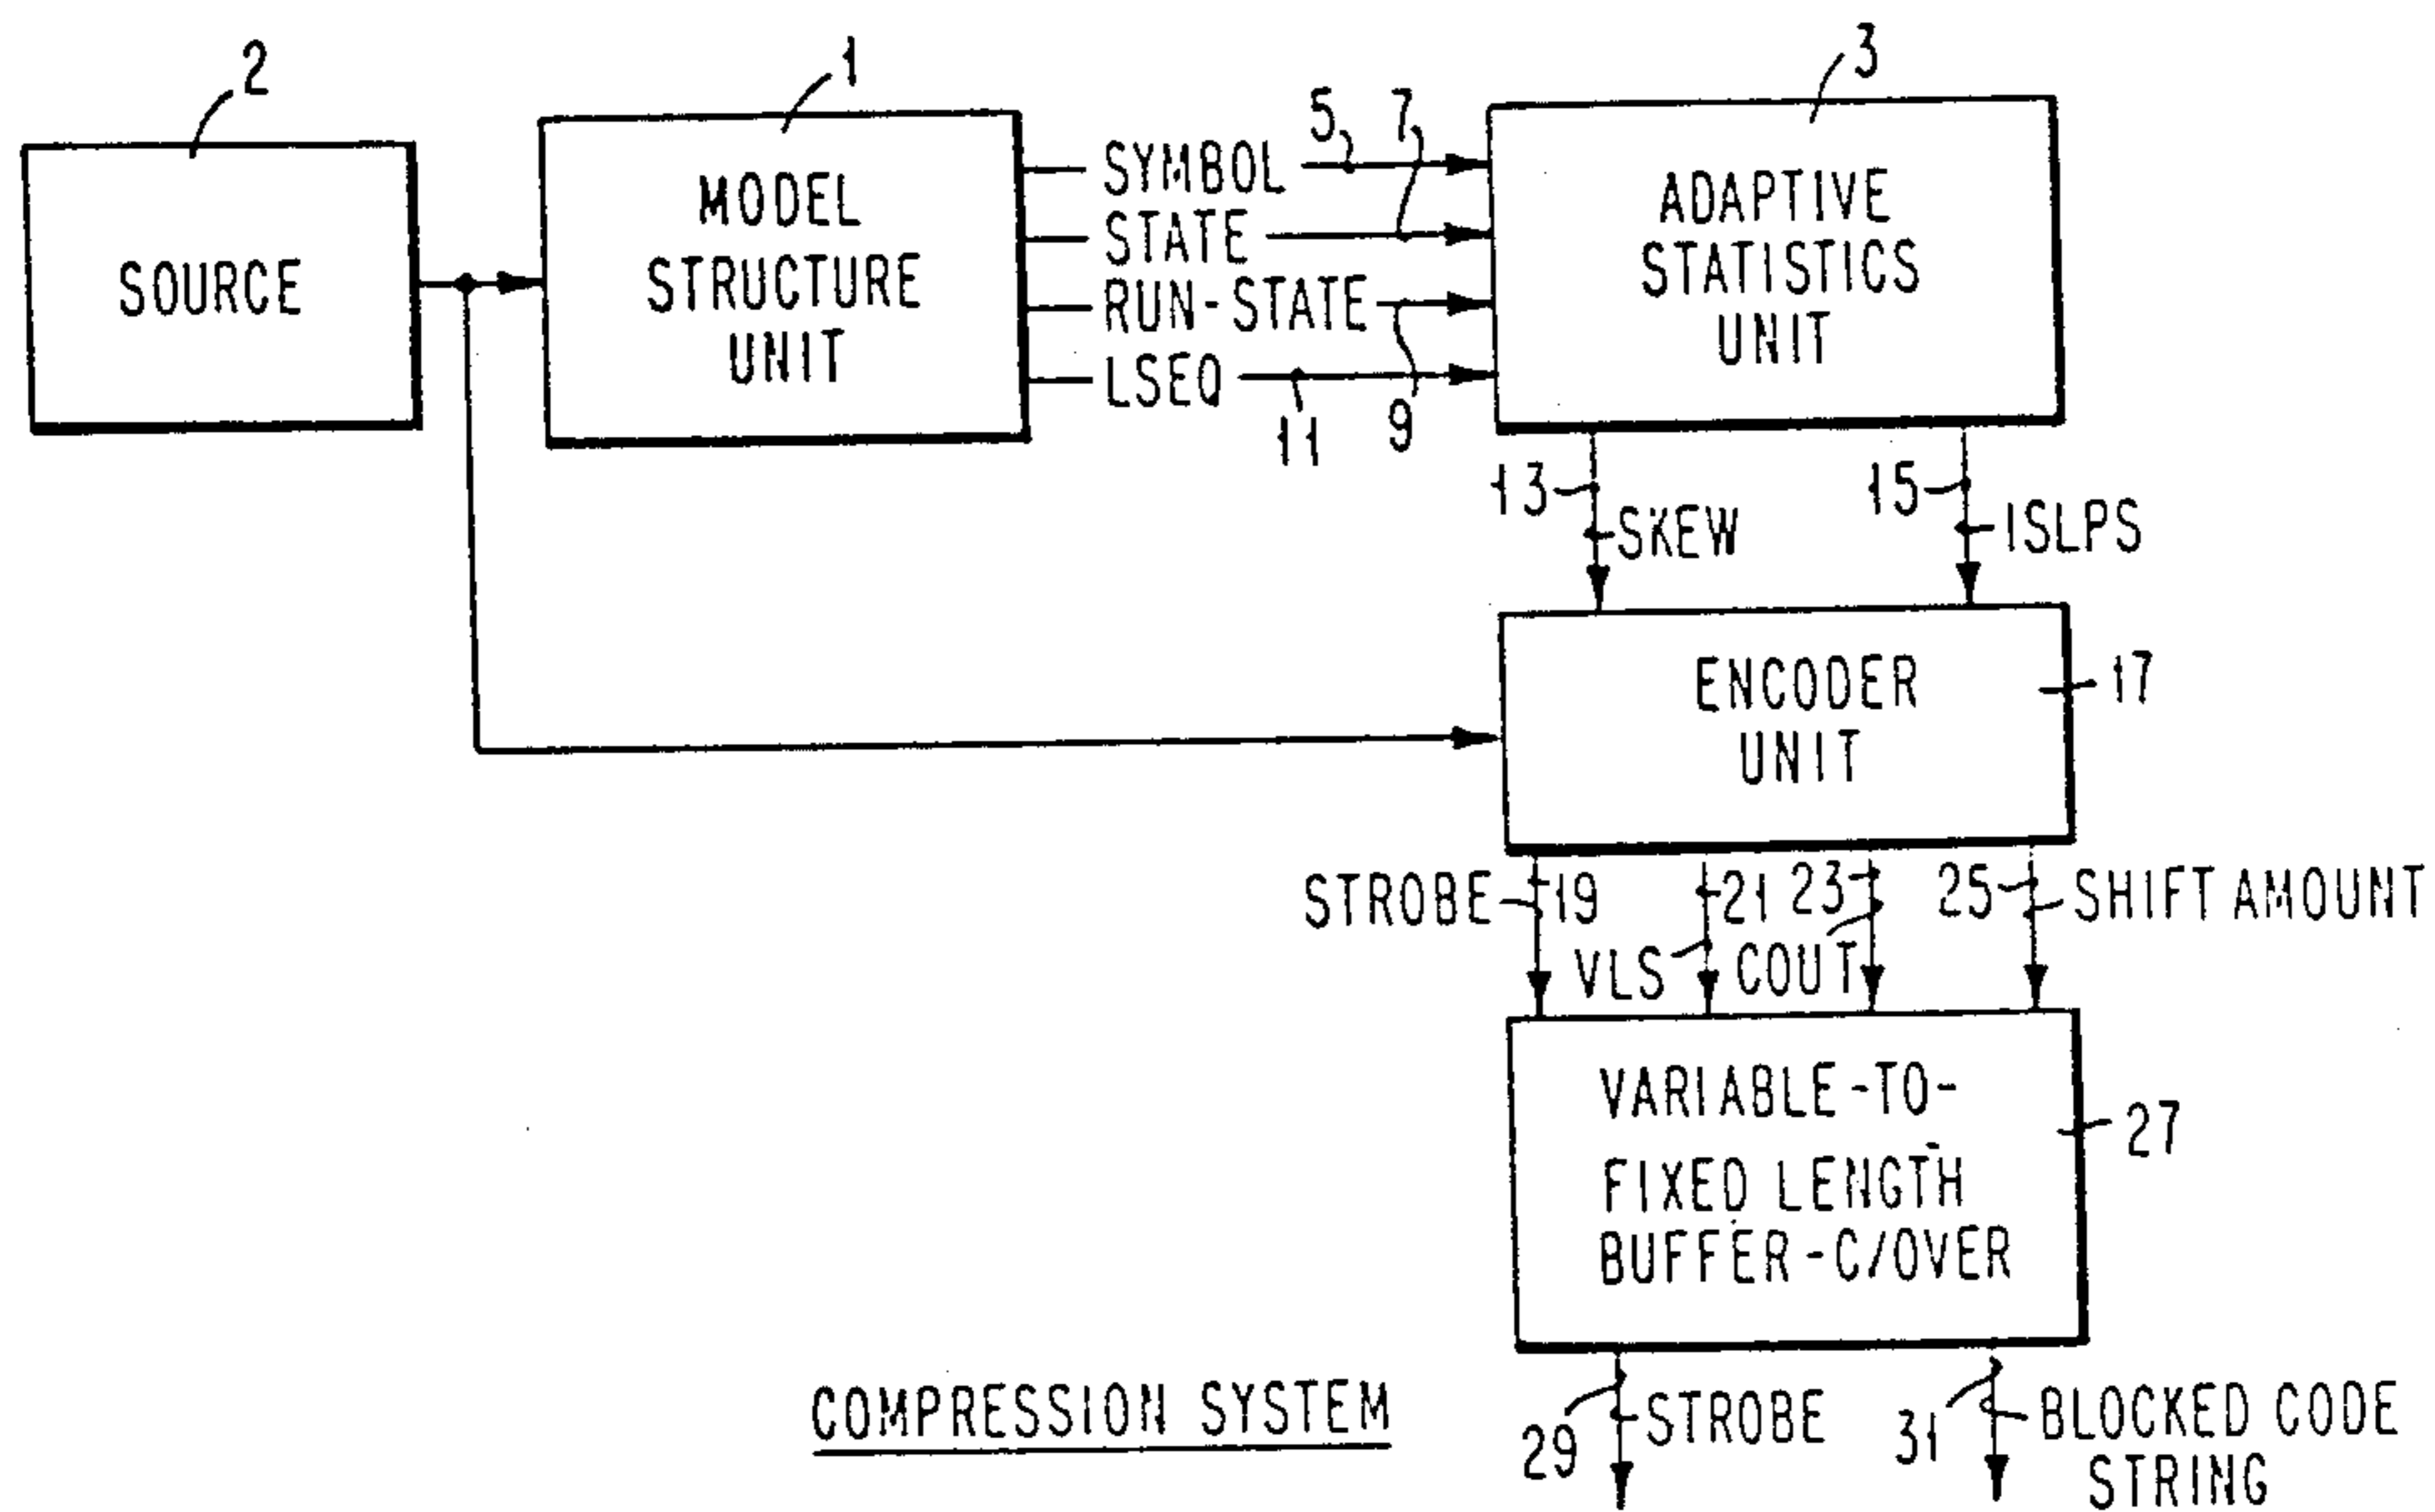 2
1
3
SOURCE
MODEL
STRUCTURE
UNIT
SYMBOL
STATE
RUN-STATE
LSEQ
5
7
9
11
ADAPTIVE
STATISTICS
UNIT
13
SKEW
15
ISLPS
ENCODER
UNIT
17
STROBE
19
21
VLS
23
COUT
25
SHIFT AMOUNT
VARIABLE-TO-
FIXED LENGTH
BUFFER-C/OVER
27
29
STROBE
31
BLOCKED CODE
STRING
COMPRESSION SYSTEM